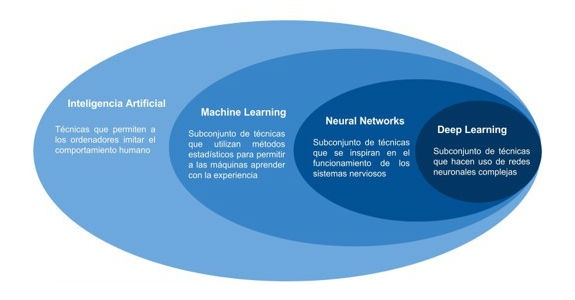 Inteligencia Artificial
Técnicas que permiten a
los ordenadores imitar el
comportamiento humano
Machine Learning
Subconjunto de técnicas
que utilizan métodos
estadísticos para permitir
a las máquinas aprender
con la experiencia
Neural Networks
Subconjunto de técnicas
que se inspiran en el
funcionamiento de los
sistemas nerviosos
Deep Learning
Subconjunto de técnicas
que hacen uso de redes
neuronales complejas